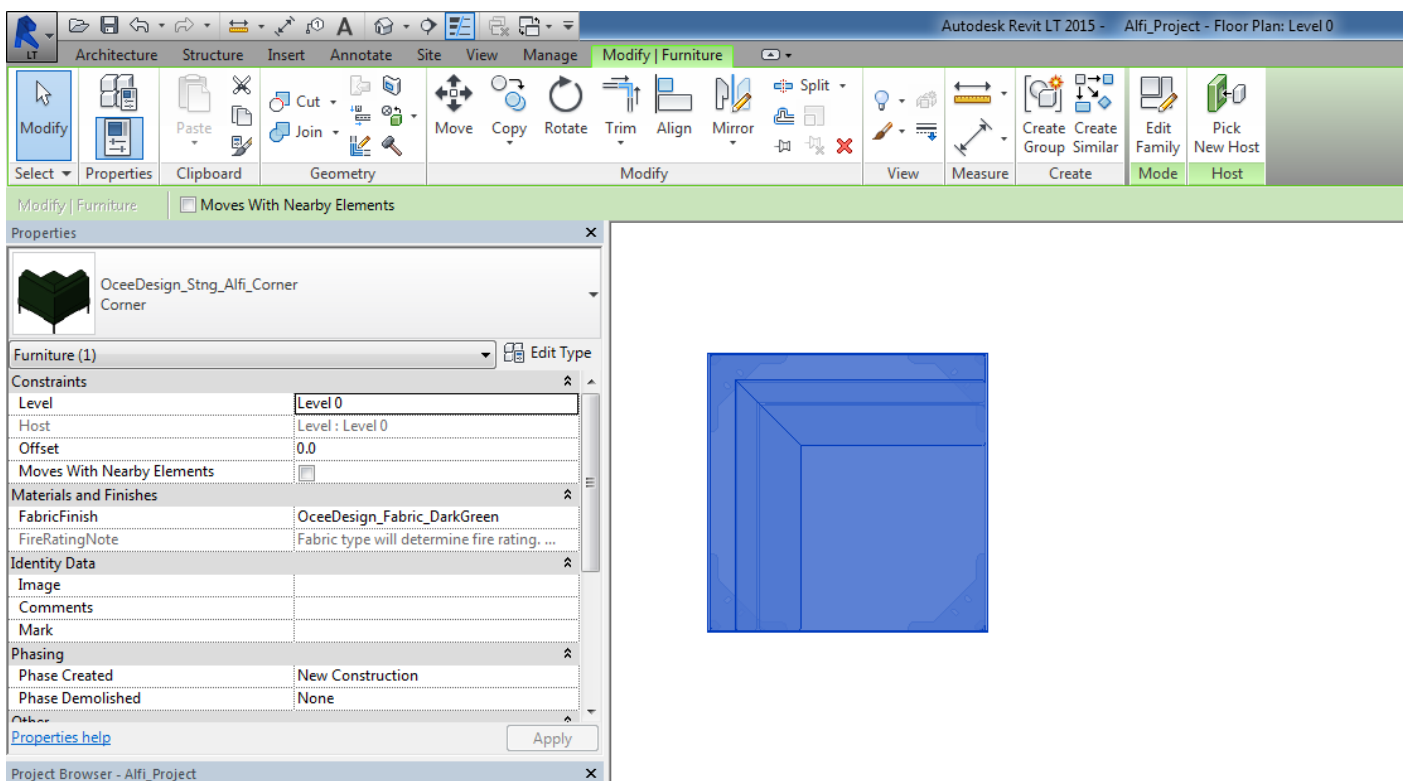 Autodesk Revit LT 2015 - Alfi_Project - Floor Plan: Level 0
LT
Architecture Structure Insert Annotate Site View Manage Modify | Furniture
Modify
Paste
Cut
Join
Move Copy Rotate Trim Align Mirror
Split
Create Group
Create Similar
Edit Family
Pick New Host
Select Properties Clipboard Geometry Modify View Measure Create Mode Host
Modify | Furniture Moves With Nearby Elements
Properties
OceeDesign_Stng_Alfi_Corner
Corner
Furniture (1) Edit Type
Constraints
Level Level 0
Host Level : Level 0
Offset 0.0
Moves With Nearby Elements
Materials and Finishes
FabricFinish OceeDesign_Fabric_DarkGreen
FireRatingNote Fabric type will determine fire rating. ...
Identity Data
Image
Comments
Mark
Phasing
Phase Created New Construction
Phase Demolished None
Other
Properties help Apply
Project Browser - Alfi_Project